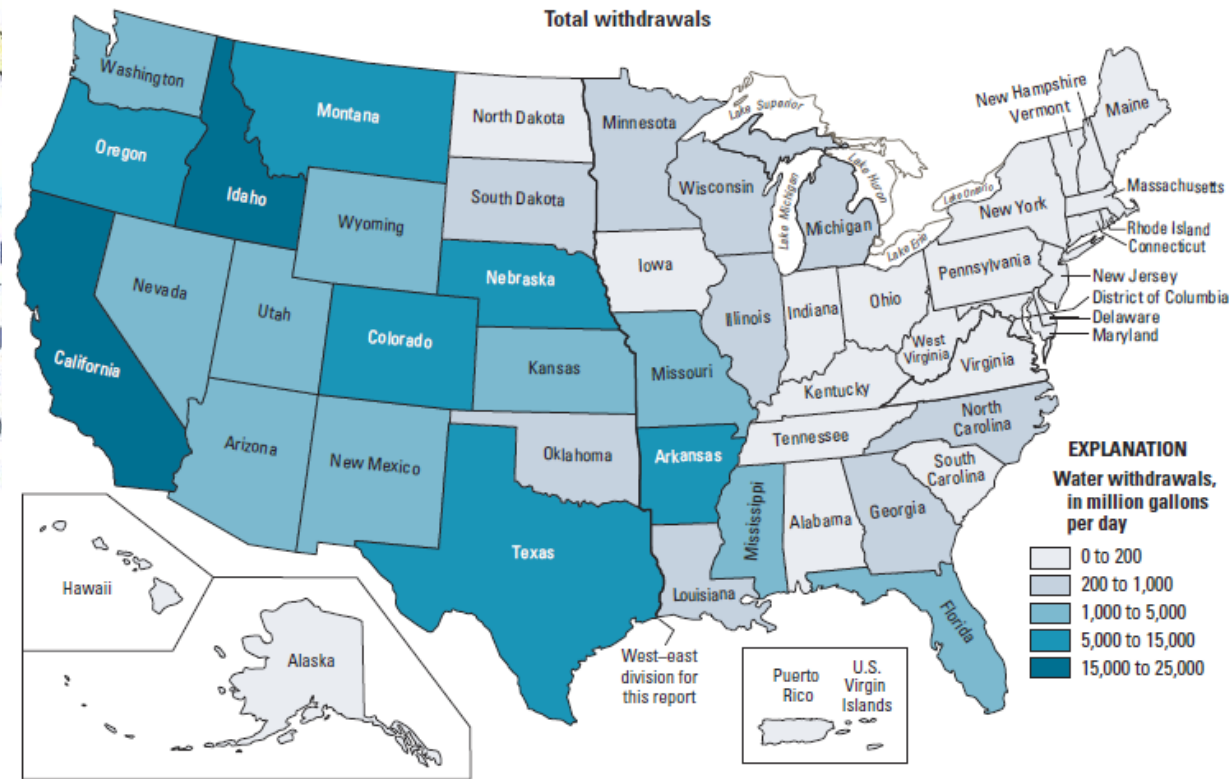 Total withdrawals
Washington
Montana
North Dakota
Minnesota
Lake Superior
New Hampshire
Vermont
Maine
Oregon
Idaho
Wyoming
South Dakota
Wisconsin
Lake Michigan
Lake Huron
Michigan
Lake Ontario
Lake Erie
New York
Massachusetts
Rhode Island
Connecticut
Nevada
Utah
Colorado
Nebraska
Iowa
Illinois
Indiana
Ohio
Pennsylvania
New Jersey
District of Columbia
Delaware
Maryland
California
Kansas
Missouri
West
Virginia
Virginia
Kentucky
Arizona
New Mexico
Oklahoma
Arkansas
Tennessee
North
Carolina
South
Carolina
Texas
Louisiana
Mississippi
Alabama
Georgia
Florida
Hawaii
Alaska
West–east
division for
this report
Puerto
Rico
U.S.
Virgin
Islands
EXPLANATION
Water withdrawals,
in million gallons
per day
0 to 200
200 to 1,000
1,000 to 5,000
5,000 to 15,000
15,000 to 25,000